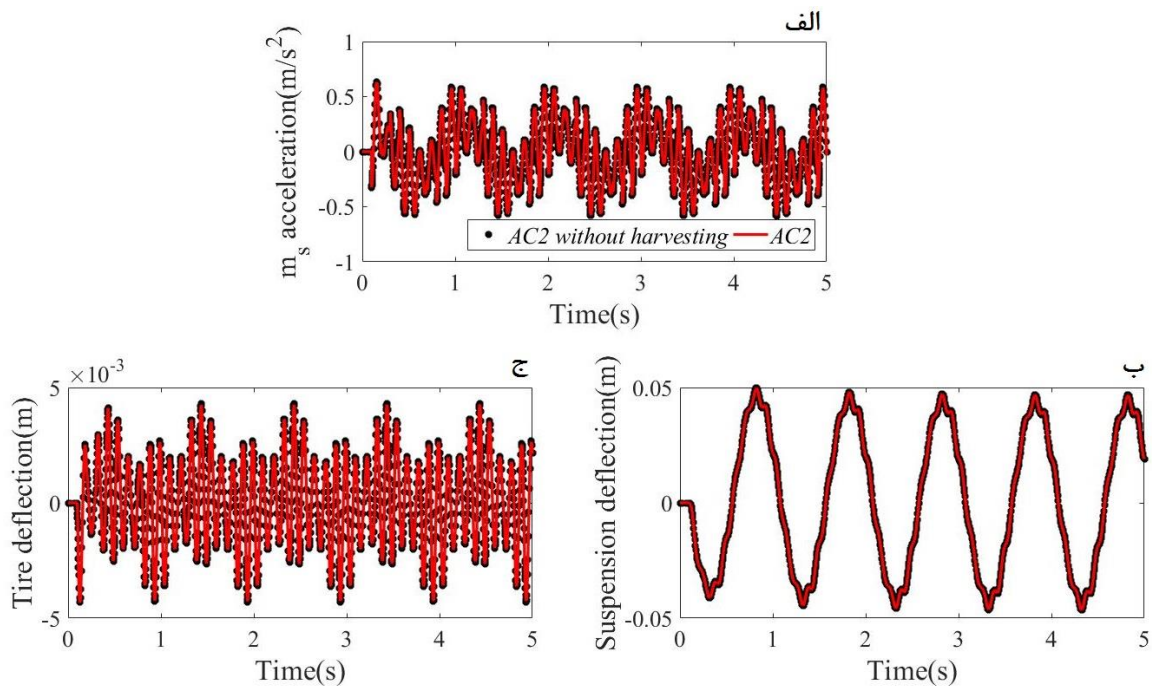 الف
m_s acceleration(m/s²)
1
0.5
0
-0.5
-1
AC2 without harvesting AC2
0 1 2 3 4 5
Time(s)
ج
×10⁻³
Tire deflection(m)
5
0
-5
0 1 2 3 4 5
Time(s)
ب
Suspension deflection(m)
0.05
0
-0.05
0 1 2 3 4 5
Time(s)